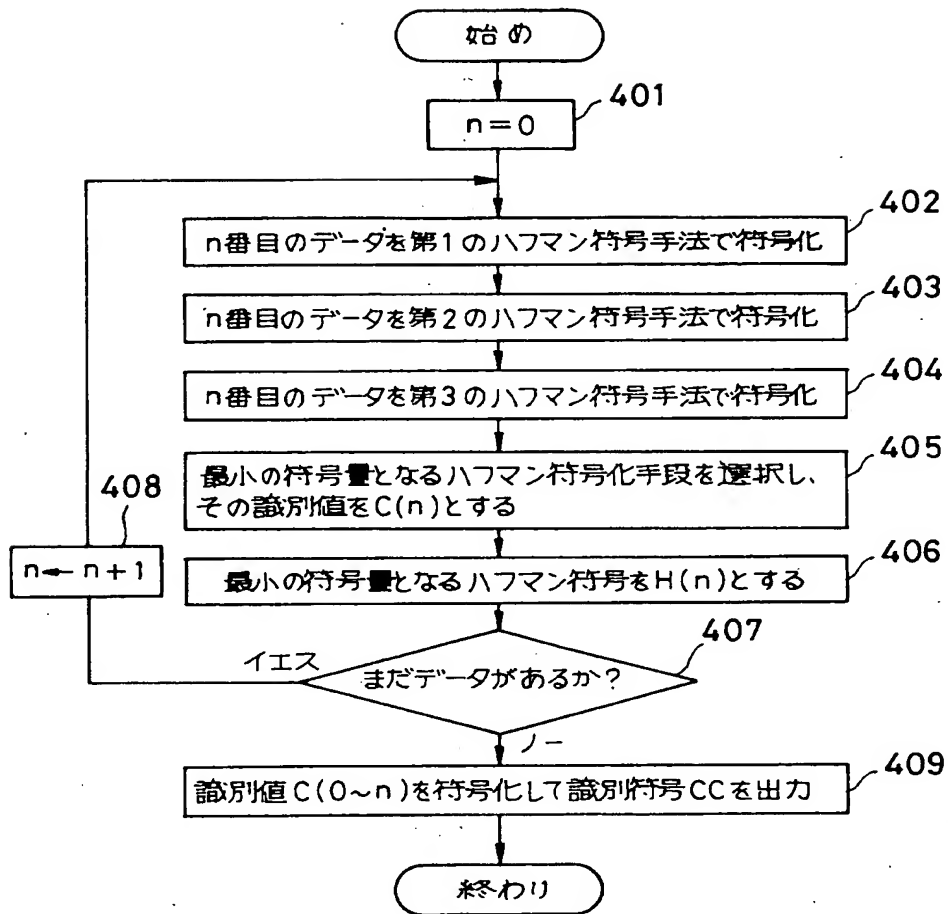 始め
401
n=0
402
n番目のデータを第1のハフマン符号手法で符号化
403
n番目のデータを第2のハフマン符号手法で符号化
404
n番目のデータを第3のハフマン符号手法で符号化
405
最小の符号量となるハフマン符号化手段を選択し、
その識別値をC(n)とする
408
n←n+1
406
最小の符号量となるハフマン符号をH(n)とする
407
イエス
まだデータがあるか?
ノー
409
識別値C(0~n)を符号化して識別符号CCを出力
終わり